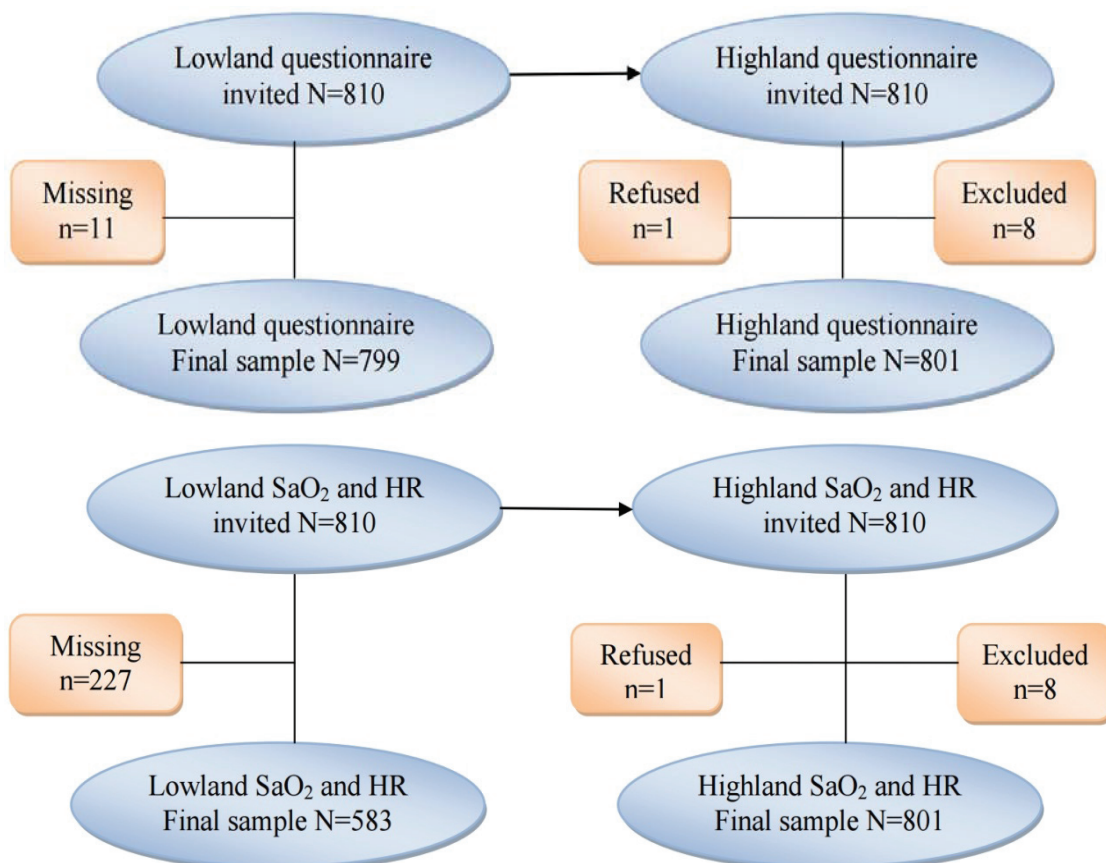 Lowland questionnaire
invited N=810
Highland questionnaire
invited N=810
Missing
n=11
Refused
n=1
Excluded
n=8
Lowland questionnaire
Final sample N=799
Highland questionnaire
Final sample N=801
Lowland SaO₂ and HR
invited N=810
Highland SaO₂ and HR
invited N=810
Missing
n=227
Refused
n=1
Excluded
n=8
Lowland SaO₂ and HR
Final sample N=583
Highland SaO₂ and HR
Final sample N=801